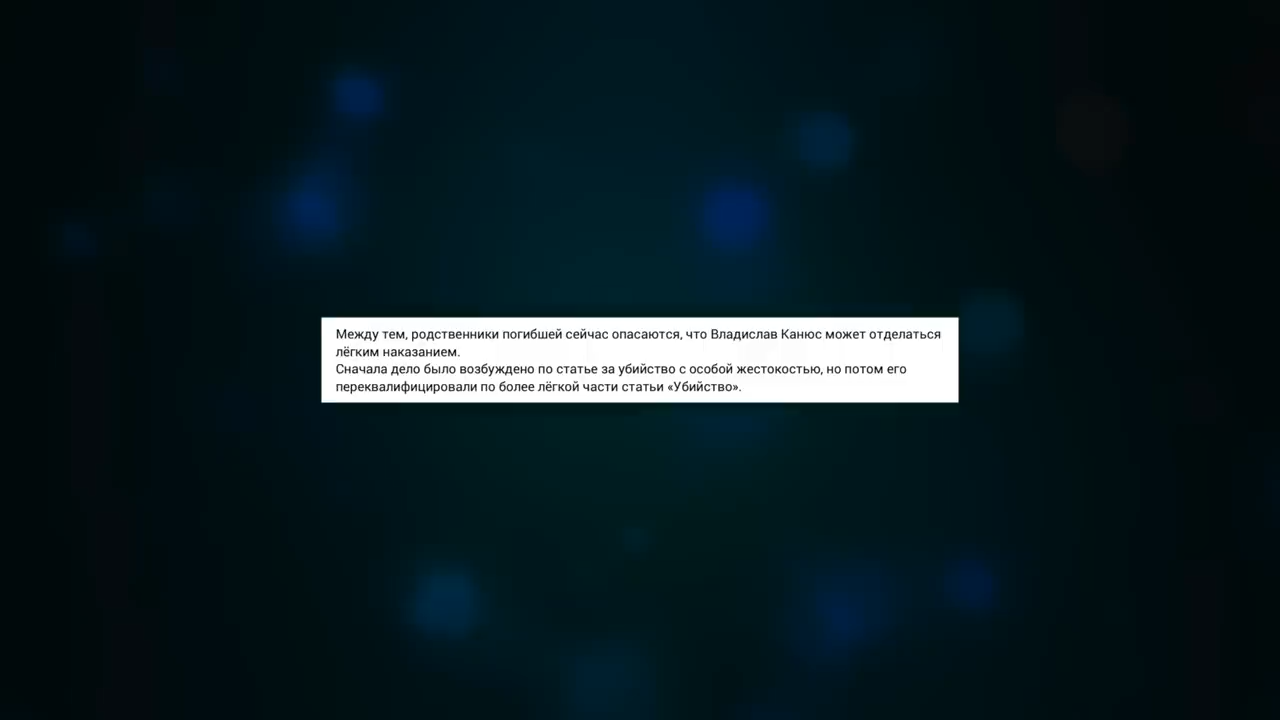 Между тем, родственники погибшей сейчас опасаются, что Владислав Канюс может отделаться
лёгким наказанием.
Сначала дело было возбуждено по статье за убийство с особой жестокостью, но потом его
переквалифицировали по более лёгкой части статьи «Убийство».